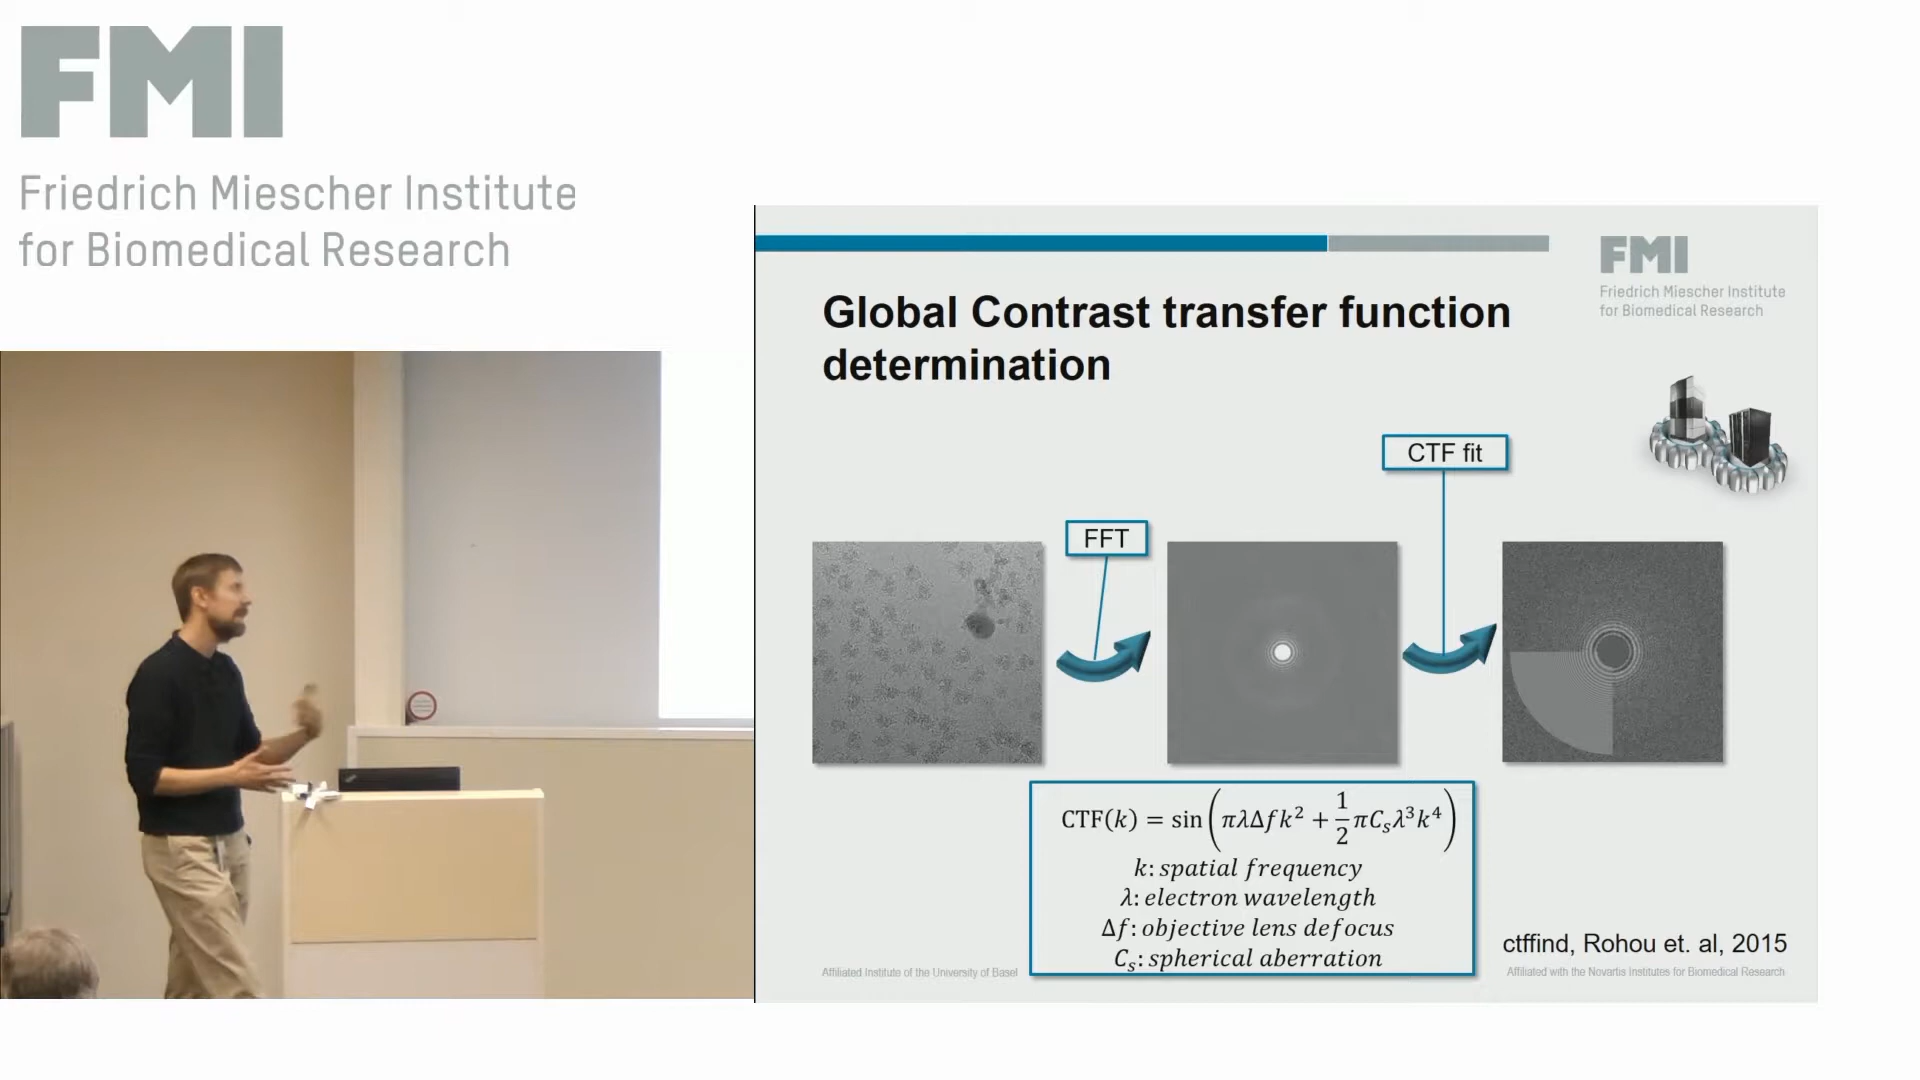 FMI
Friedrich Miescher Institute
for Biomedical Research
FMI
Friedrich Miescher Institute
for Biomedical Research
Global Contrast transfer function
determination
CTF fit
FFT
CTF(k) = sin(πλΔfk² + 1/2 πCₛλ³k⁴)
k: spatial frequency
λ: electron wavelength
Δf: objective lens defocus
Cₛ: spherical aberration
ctffind, Rohou et. al, 2015
Affiliated Institute of the University of Basel
Affiliated with the Novartis Institutes for Biomedical Research